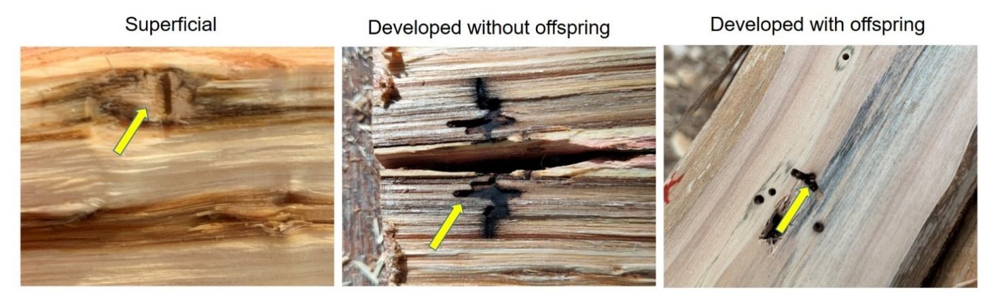 Superficial
Developed without offspring
Developed with offspring